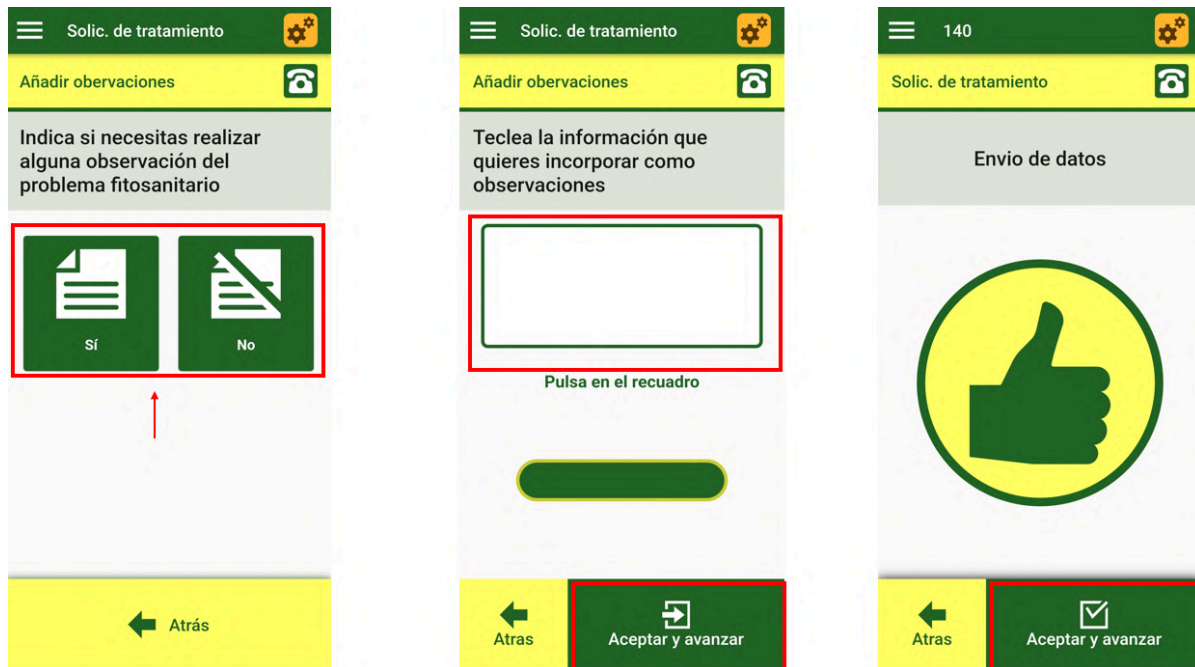 Solic. de tratamiento
Añadir obervaciones
Indica si necesitas realizar
alguna observación del
problema fitosanitario
Sí
No
Atrás
Solic. de tratamiento
Añadir obervaciones
Teclea la información que
quieres incorporar como
observaciones
Pulsa en el recuadro
Atras
Aceptar y avanzar
140
Solic. de tratamiento
Envio de datos
Atras
Aceptar y avanzar